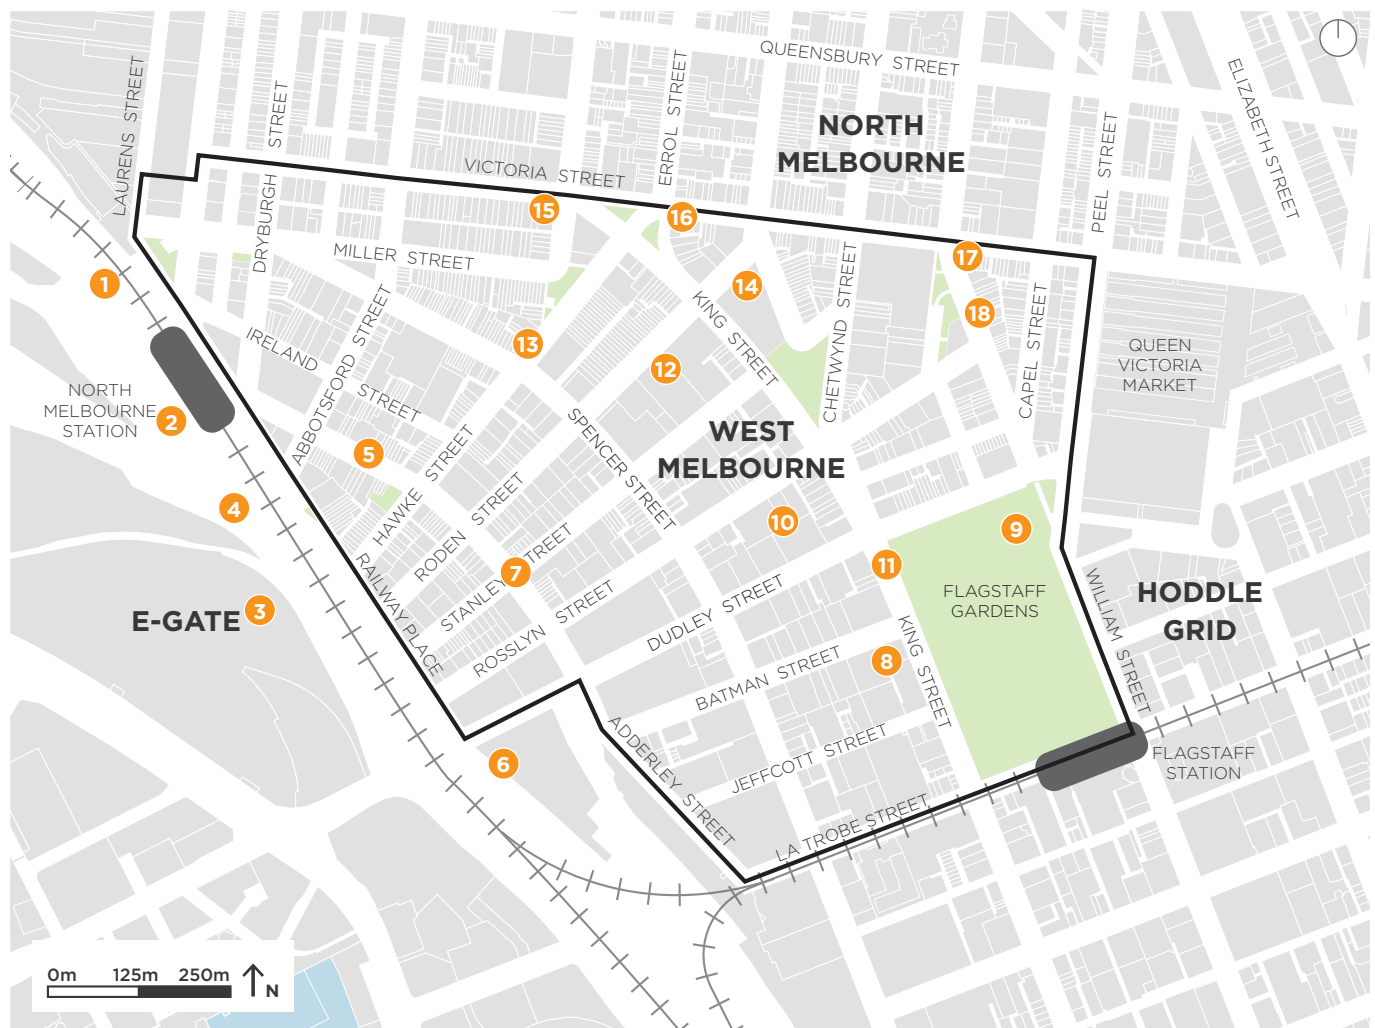 QUEENSBURY STREET
ELIZABETH STREET
LAURENS STREET
STREET
DRYBURGH
ERROL STREET
NORTH
MELBOURNE
PEEL STREET
VICTORIA STREET
15
16
17
MILLER STREET
1
14
18
KING STREET
CHETWYND STREET
CAPEL STREET
QUEEN
VICTORIA
MARKET
IRELAND STREET
ABBOTSFORD STREET
13
12
NORTH
MELBOURNE
STATION
2
WEST
MELBOURNE
SPENCER STREET
5
HAWKE STREET
4
RODEN STREET
10
9
STANLEY STREET
7
11
RAILWAY PLACE
ROSSLYN STREET
DUDLEY STREET
FLAGSTAFF
GARDENS
WILLIAM STREET
HODDLE
GRID
E-GATE
3
KING STREET
BATMAN STREET
8
ADDERLEY STREET
JEFFCOTT STREET
6
FLAGSTAFF
STATION
LA TROBE STREET
0m 125m 250m
N